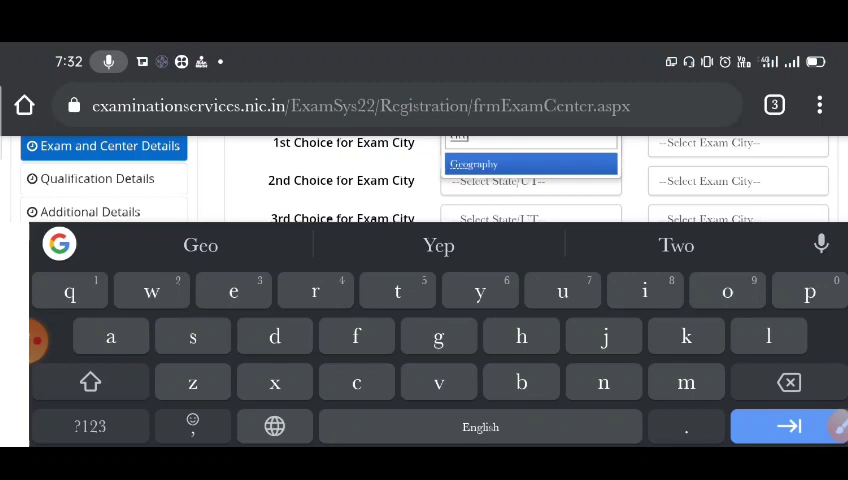 7:32
Vo LTE 4G
examinationservices.nic.in/ExamSys22/Registration/frmExamCenter.aspx
3
Exam and Center Details
1st Choice for Exam City
--Select Exam City--
Geography
Qualification Details
2nd Choice for Exam City
--Select State/UT--
--Select Exam City--
Additional Details
3rd Choice for Exam City
--Select State/UT--
--Select Exam City--
G
Geo Yep Two
q 1 w 2 e 3 r 4 t 5 y 6 u 7 i 8 o 9 p 0
a s d f g h j k l
z x c v b n m
?123 , English .